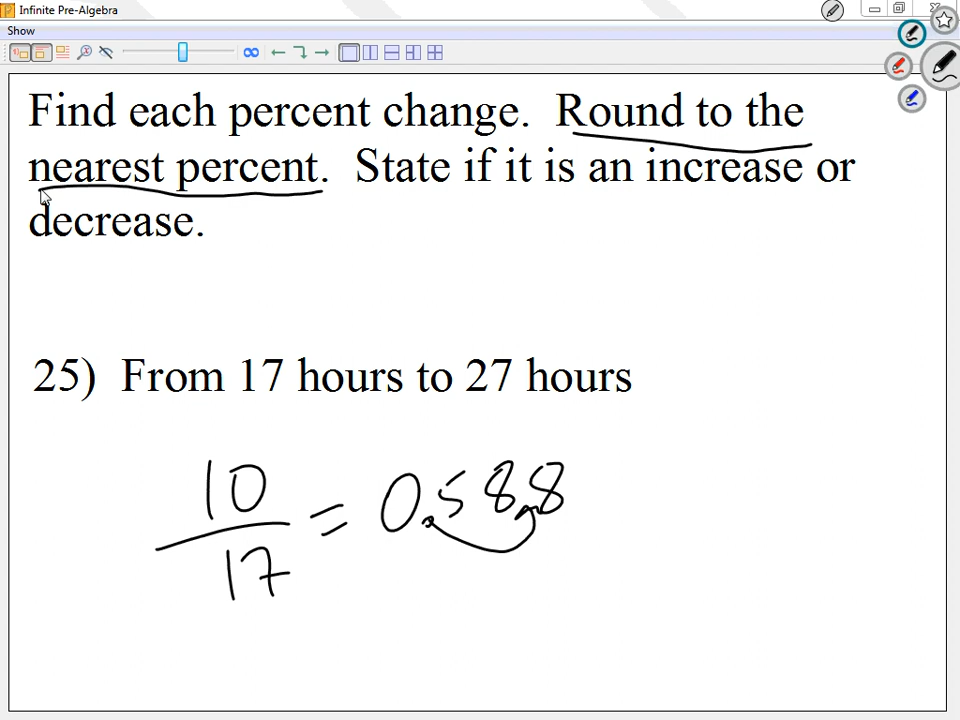 Infinite Pre-Algebra
Show
Find each percent change. Round to the
nearest percent. State if it is an increase or
decrease.
25) From 17 hours to 27 hours
10
17
= 0.588